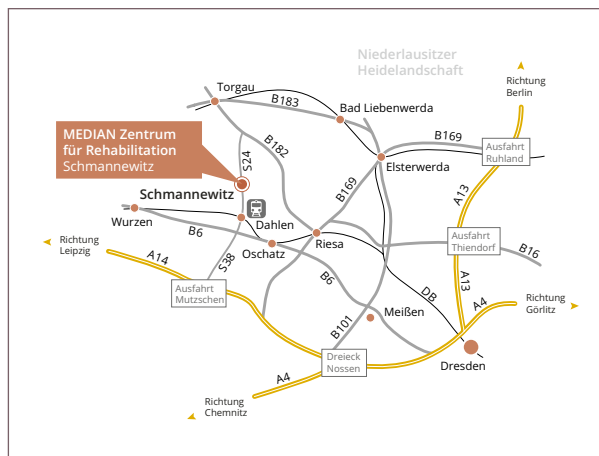 Niederlausitzer
Heidelandschaft
Richtung
Berlin
Torgau
B183
Bad Liebenwerda
MEDIAN Zentrum
für Rehabilitation
Schmannewitz
S24
B182
B169
Ausfahrt
Ruhland
Elsterwerda
B169
A13
Schmannewitz
Wurzen
Dahlen
B6
Oschatz
Riesa
Ausfahrt
Thiendorf
B16
Richtung
Leipzig
A14
S38
Ausfahrt
Mutzschen
B6
DB
A13
A4
Richtung
Görlitz
Meißen
B101
Dreieck
Nossen
Dresden
A4
Richtung
Chemnitz